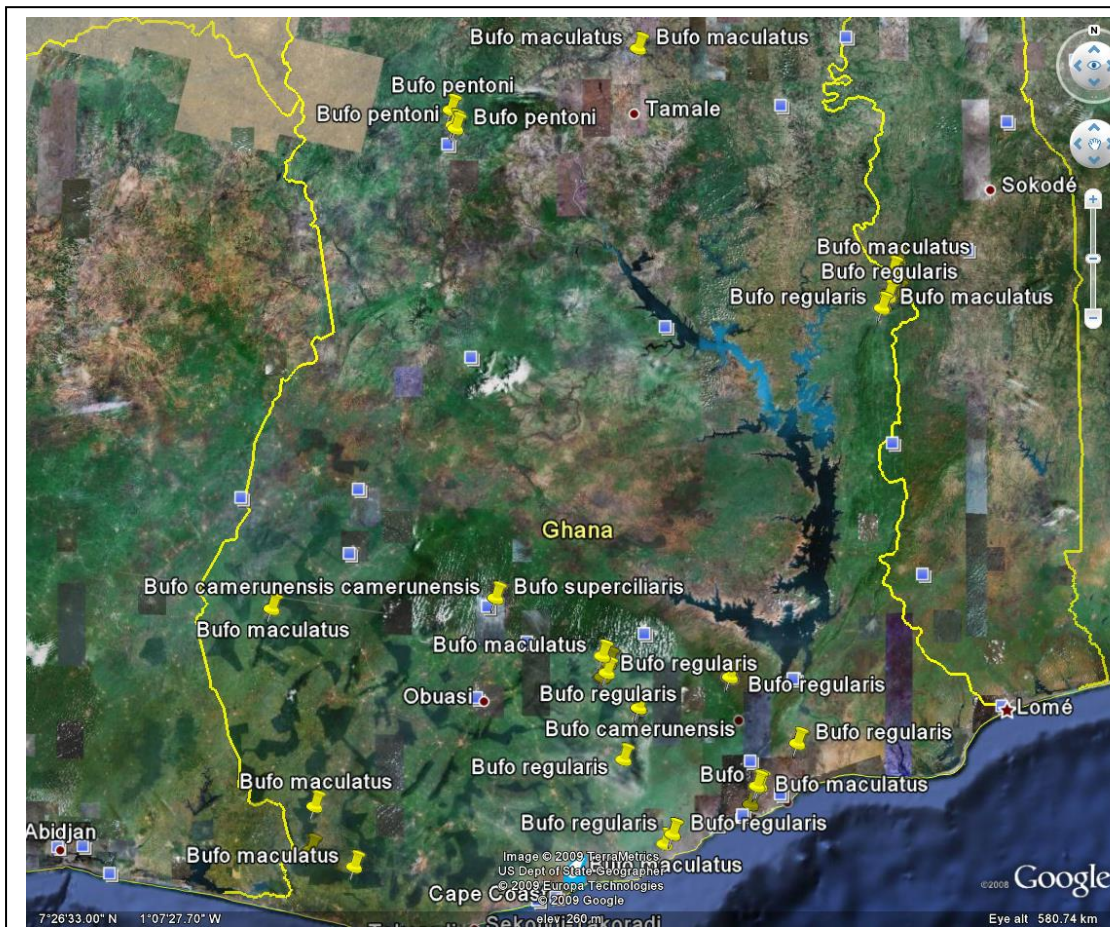 N
Bufo maculatus Bufo maculatus
Bufo pentoni
Bufo pentoni Bufo pentoni
Tamale
Sokodé
Bufo maculatus
Bufo regularis
Bufo regularis Bufo maculatus
Ghana
Bufo camerunensis camerunensis Bufo superciliaris
Bufo maculatus
Bufo maculatus
Bufo regularis
Obuasi
Bufo regularis Bufo regularis
Lomé
Bufo camerunensis
Bufo regularis
Bufo regularis
Bufo maculatus
Bufo
Bufo maculatus
Abidjan
Bufo regularis Bufo regularis
Bufo maculatus
Image © 2009 TerraMetrics
US Dept of State Geographer
© 2009 Europa Technologies
© 2009 Google
Bufo maculatus
Cape Coast
©2008 Google
7°26'33.00" N 1°07'27.70" W
elev 260 m
Sekondi-Takoradi
Eye alt 580.74 km